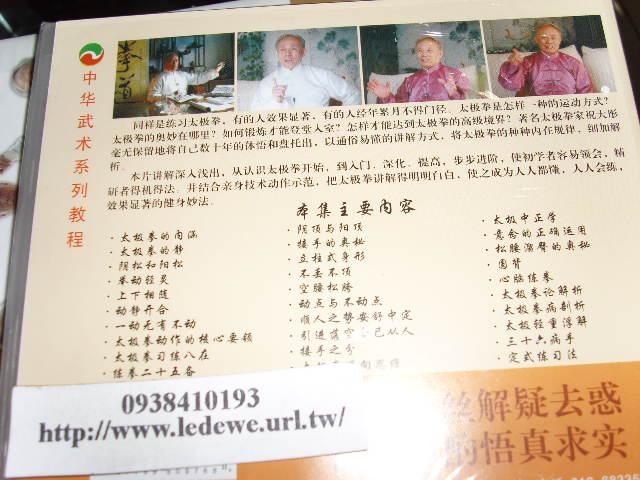 中华武术系列教程
拳道
同样是练习太极拳，有的人效果显著，有的人经年累月不得门径。太极拳是怎样一种的运动方式？
太极拳的奥妙在哪里？如何锻炼才能登堂入室？怎样才能达到太极拳的高级境界？著名太极拳家祝大彤
毫无保留地将自己数十年的体悟和盘托出，以通俗易懂的讲解方式，将太极拳的种种内在规律，细加解
析。
本片讲解深入浅出，从认识太极拳开始，到入门、深化、提高，步步进阶，使初学者容易领会，精
研者得机得法。并结合亲身技术动作示范，把太极拳讲解得明明白白，使之成为人人都懂，人人会练，
效果显著的健身妙法。
本集主要内容
·太极拳的内涵
·太极拳的静
·阴松和阳松
·举动轻灵
·上下相随
·动静开合
·一动无有不动
·太极拳动作的核心要领
·太极拳习练八在
·练拳二十五备
·阴顶与阳顶
·接手的奥秘
·立柱式身形
·不丢不顶
·空腰松胯
·动点与不动点
·顺人之势安舒中定
·引进落空舍己从人
·接手之分
·太极中正学
·意念的正确运用
·松腰溜臀的奥秘
·圆背
·心脑练拳
·太极拳论解析
·太极拳病剖析
·太极轻重浮解
·三十六病手
·定式练习法
0938410193
http://www.ledewe.url.tw/
解疑去惑
悟真求实